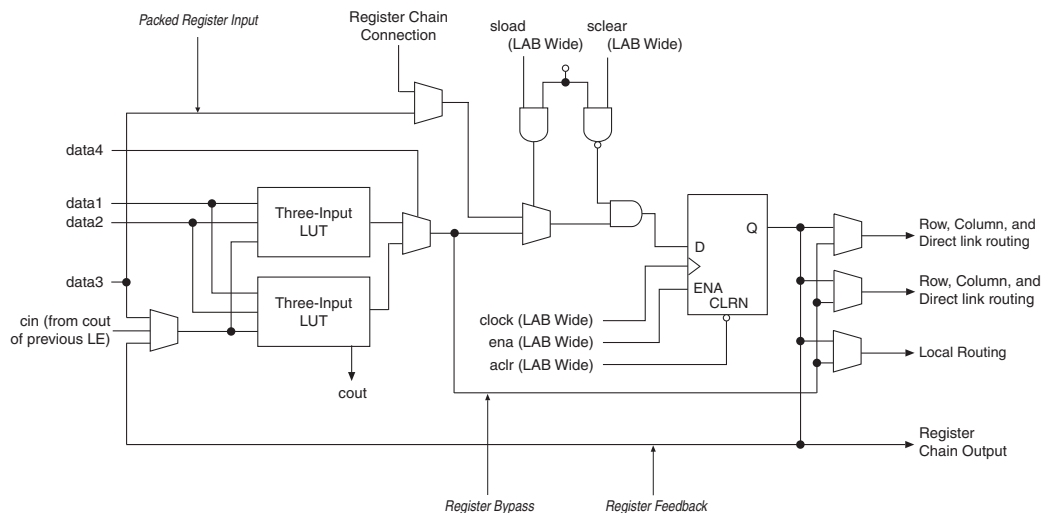 Packed Register Input
Register Chain
Connection
sload
(LAB Wide)
sclear
(LAB Wide)
data4
data1
data2
data3
cin (from cout
of previous LE)
Three-Input
LUT
Three-Input
LUT
cout
D
Q
ENA
CLRN
clock (LAB Wide)
ena (LAB Wide)
aclr (LAB Wide)
Row, Column, and
Direct link routing
Row, Column, and
Direct link routing
Local Routing
Register
Chain Output
Register Bypass
Register Feedback